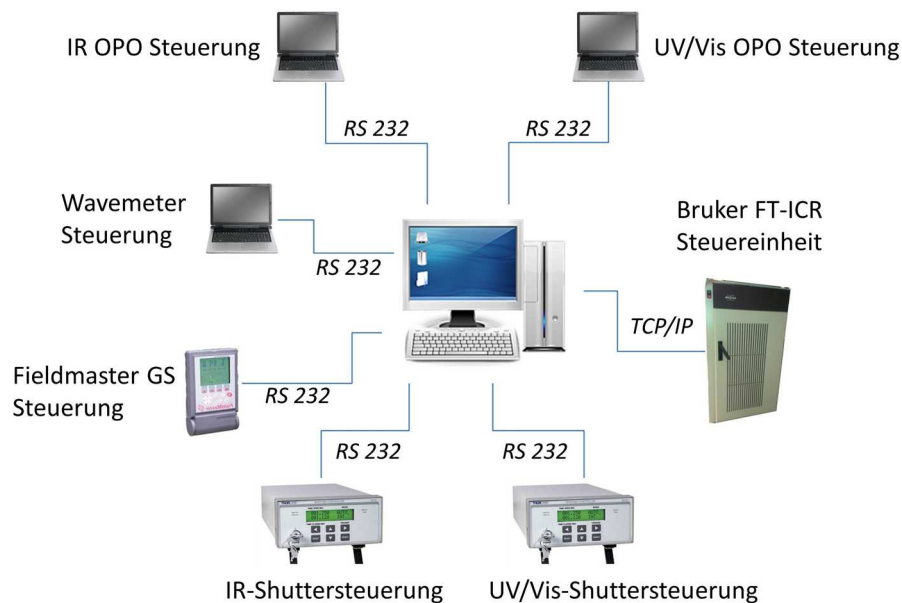 IR OPO Steuerung
UV/Vis OPO Steuerung
RS 232
RS 232
Wavemeter
Steuerung
RS 232
Bruker FT-ICR
Steuereinheit
TCP/IP
Fieldmaster GS
Steuerung
RS 232
RS 232
RS 232
IR-Shuttersteuerung
UV/Vis-Shuttersteuerung